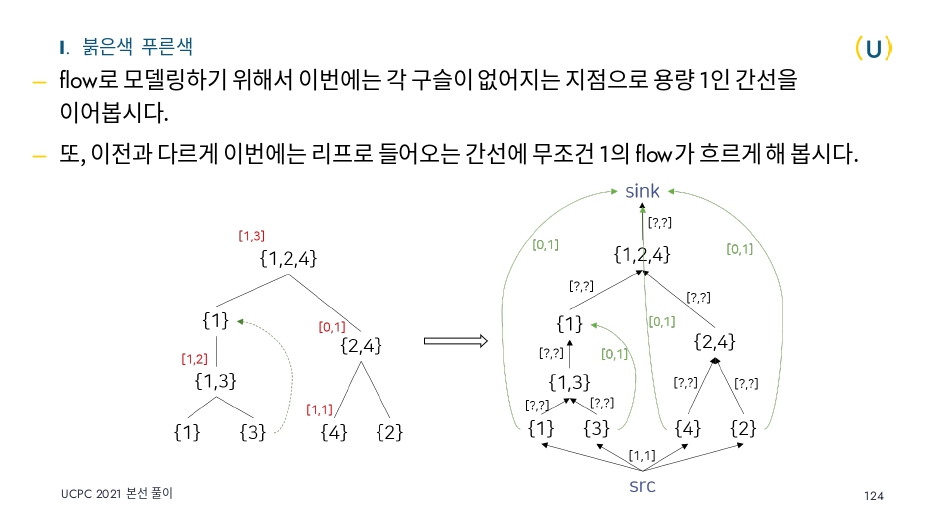 I. 붉은색 푸른색
(U)
— flow로 모델링하기 위해서 이번에는 각 구슬이 없어지는 지점으로 용량 1인 간선을
이어봅시다.
— 또, 이전과 다르게 이번에는 리프로 들어오는 간선에 무조건 1의 flow가 흐르게 해 봅시다.
[1,3]
{1,2,4}
{1}
[0,1]
{2,4}
[1,2]
{1,3}
[1,1]
{1} {3} {4} {2}
sink
[?,?]
[0,1] [0,1]
{1,2,4}
[?,?] [?,?]
{1} [0,1]
{2,4}
[?,?] [0,1]
{1,3} [?,?] [?,?]
[?,?] [?,?]
{1} {3} {4} {2}
[1,1]
src
UCPC 2021 본선 풀이
124